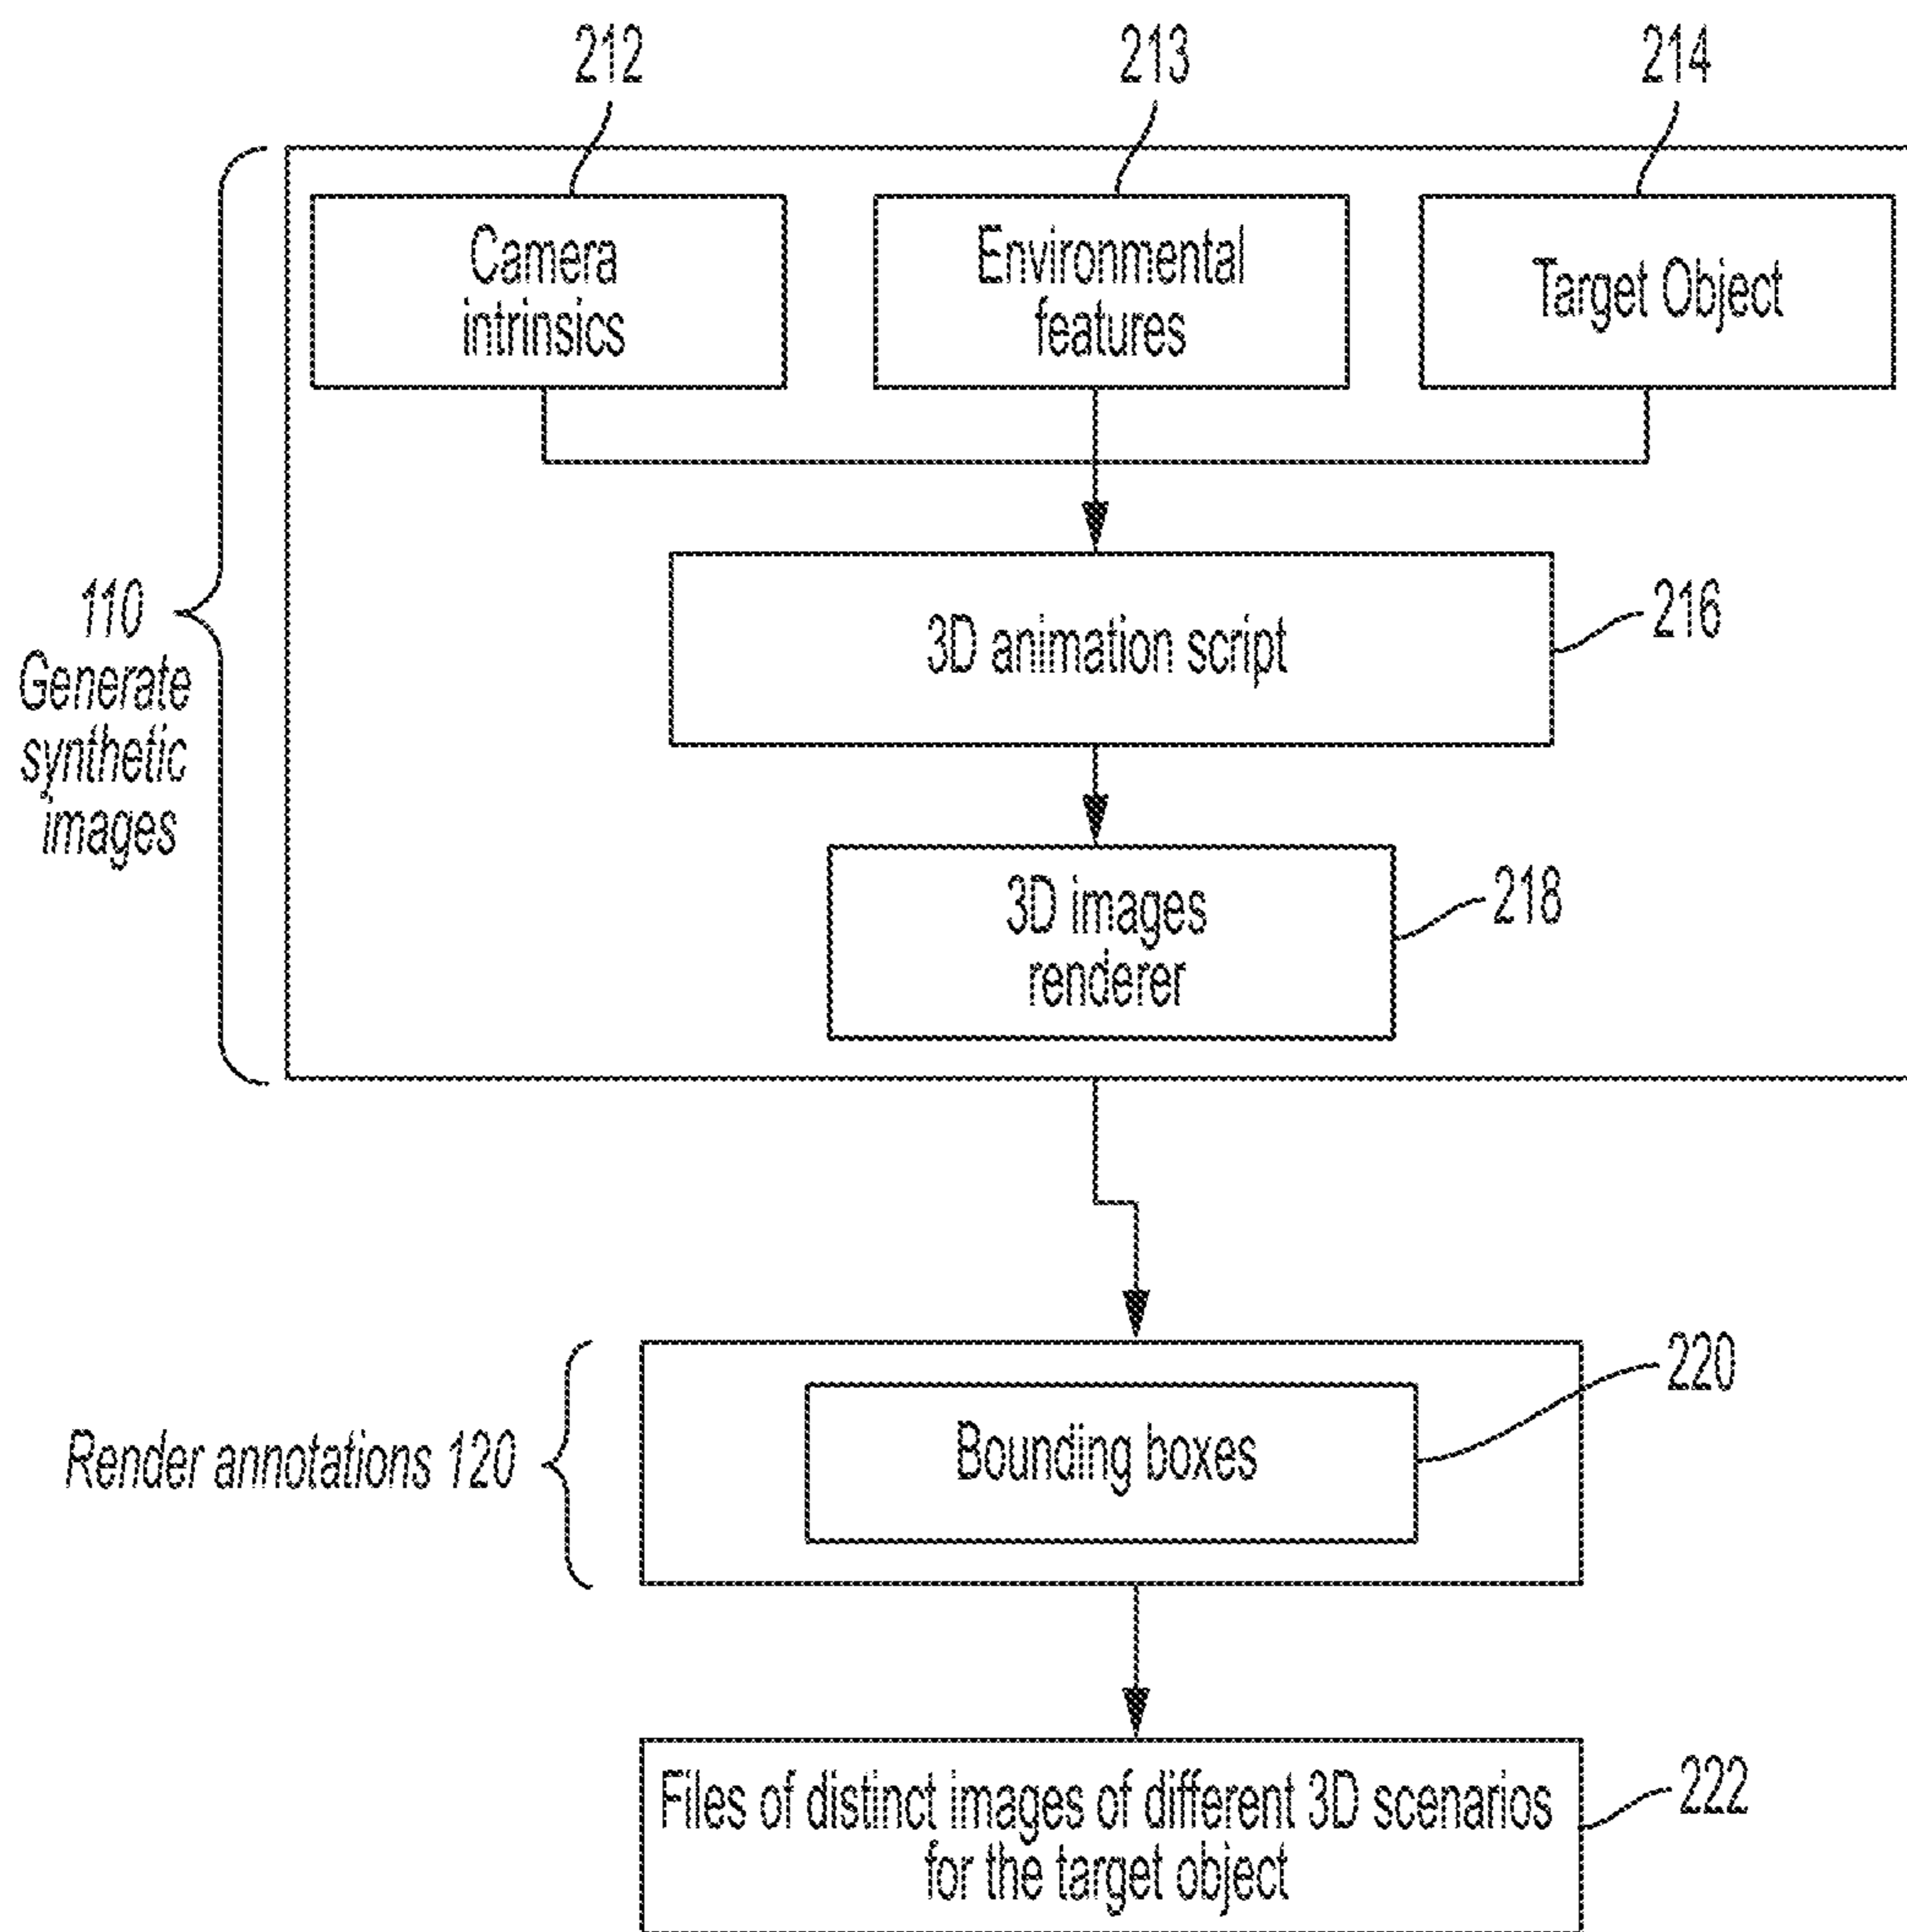 212
213
214
Camera
intrinsics
Environmental
features
Target Object
110
Generate
synthetic
images
3D animation script
216
3D images
renderer
218
Render annotations 120
Bounding boxes
220
Files of distinct images of different 3D scenarios
for the target object
222